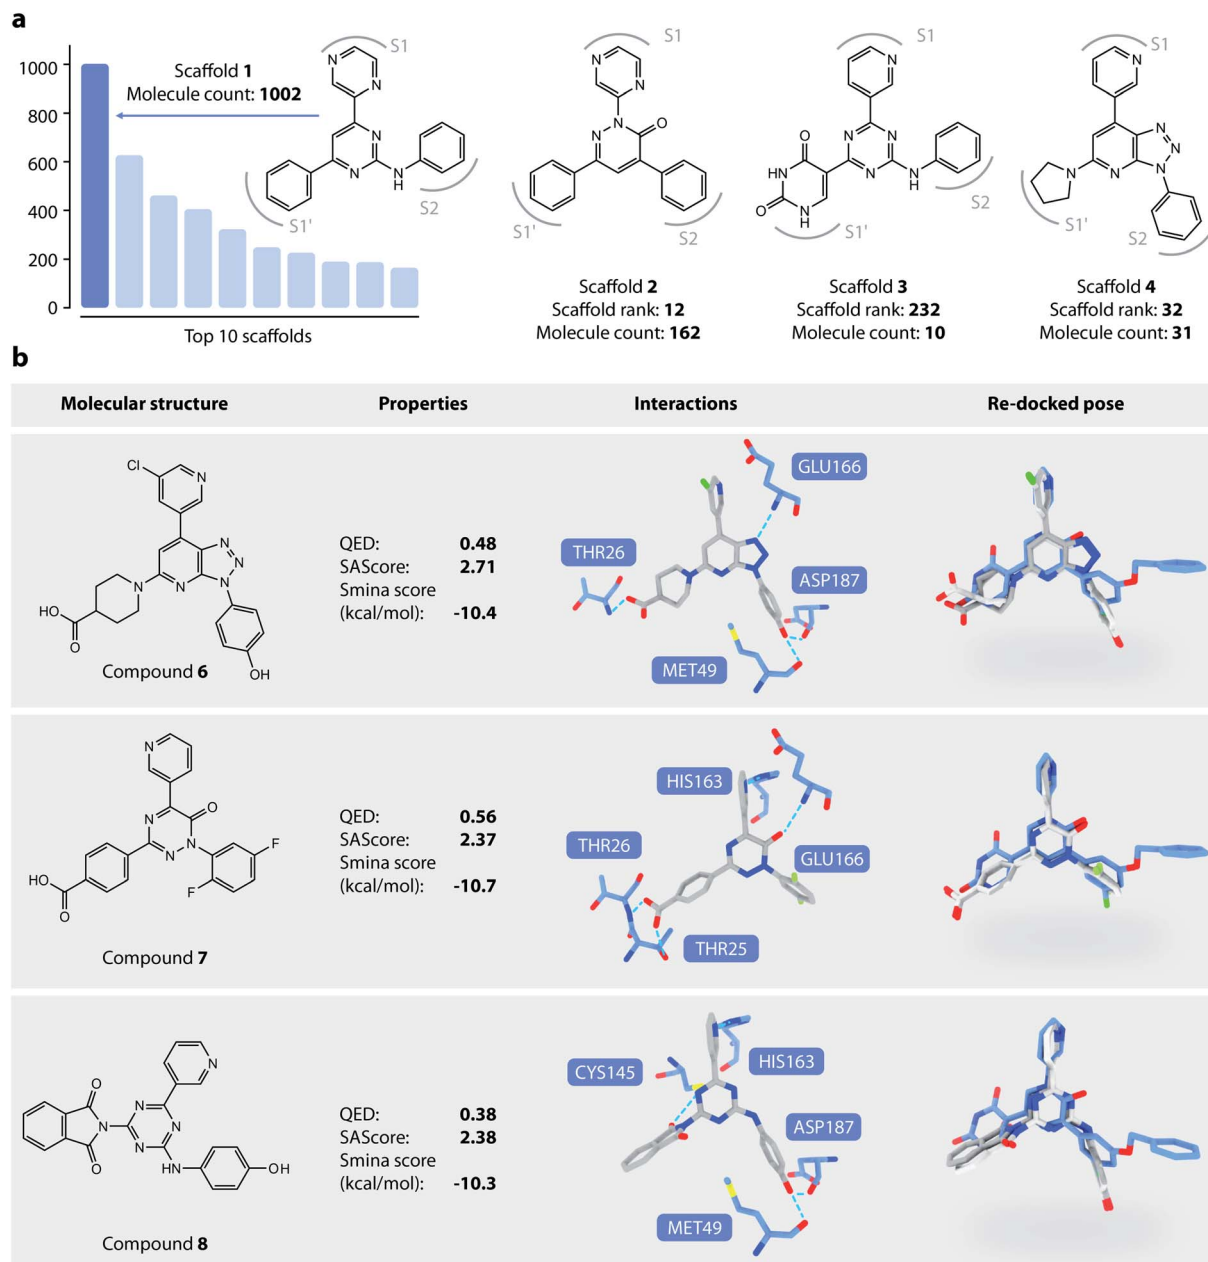 a
1000
800
600
400
200
0
Top 10 scaffolds
Scaffold 1
Molecule count: 1002
S1
N
N
N
N
N
H
S1'
S2
S1
N
N
N
N
O
S1'
S2
Scaffold 2
Scaffold rank: 12
Molecule count: 162
S1
N
N
N
N
N
H
O
HN
O
N
H
S1'
S2
Scaffold 3
Scaffold rank: 232
Molecule count: 10
S1
N
N
N
N
N
N
S1'
S2
Scaffold 4
Scaffold rank: 32
Molecule count: 31
b
Molecular structure Properties Interactions Re-docked pose
Cl
N
N
N
N
N
N
HO
O
OH
Compound 6
QED: 0.48
SAScore: 2.71
Smina score
(kcal/mol): -10.4
GLU166
THR26
ASP187
MET49
N
O
N
N
N
F
F
HO
O
Compound 7
QED: 0.56
SAScore: 2.37
Smina score
(kcal/mol): -10.7
HIS163
THR26
GLU166
THR25
N
O
N
N
N
N
O
NH
OH
Compound 8
QED: 0.38
SAScore: 2.38
Smina score
(kcal/mol): -10.3
CYS145
HIS163
ASP187
MET49